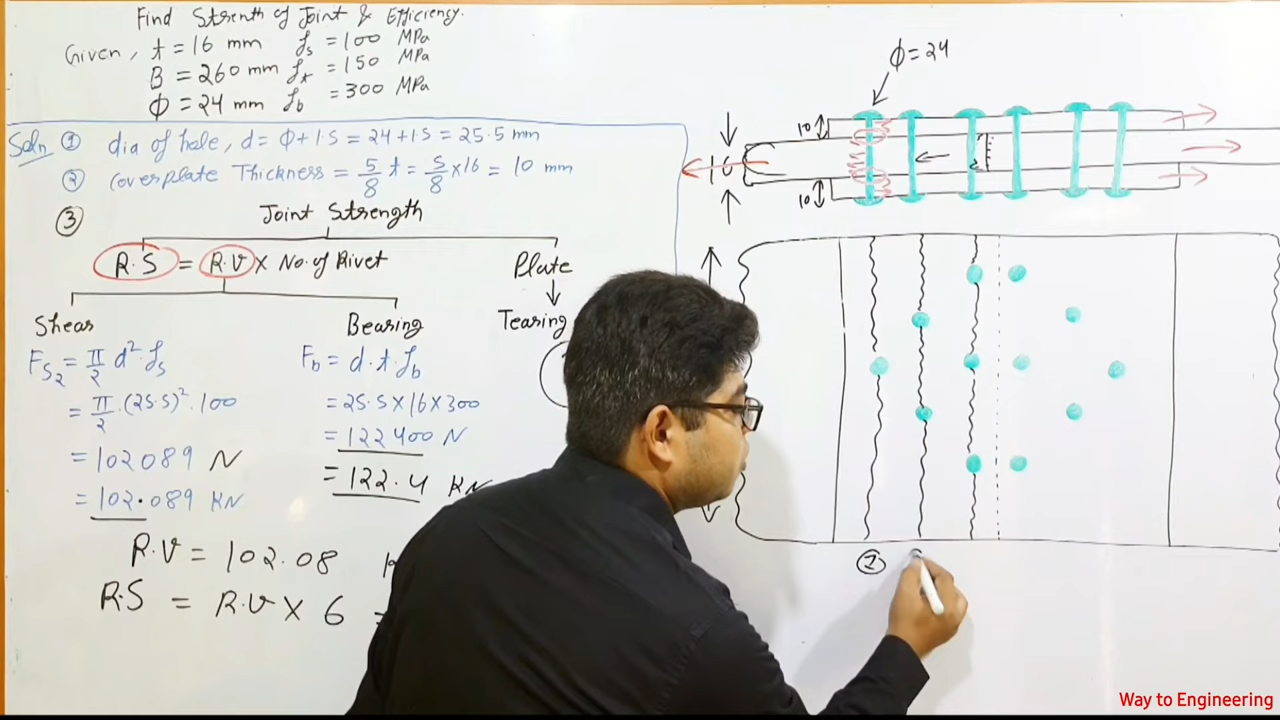 Find Strenth of Joint & Efficiency.
Given, t = 16 mm fs = 100 MPa
B = 260 mm ft = 150 MPa
Φ = 24 mm fb = 300 MPa
Soln ① dia of hole, d = Φ + 1.5 = 24 + 1.5 = 25.5 mm
② Coverplate Thickness = 5/8 t = 5/8 × 16 = 10 mm
③ Joint Strength
R.S = R.V × No. of Rivet
Plate
Shear
Bearing
Tearing
Fs₂ = π/2 d² fs
= π/2 · (25.5)² · 100
= 102089 N
= 102.089 KN
Fb = d · t · fb
= 25.5 × 16 × 300
= 122400 N
= 122.4 KN
R.V = 102.08
R.S = R.V × 6 =
Φ = 24
10
16
10
①
Way to Engineering